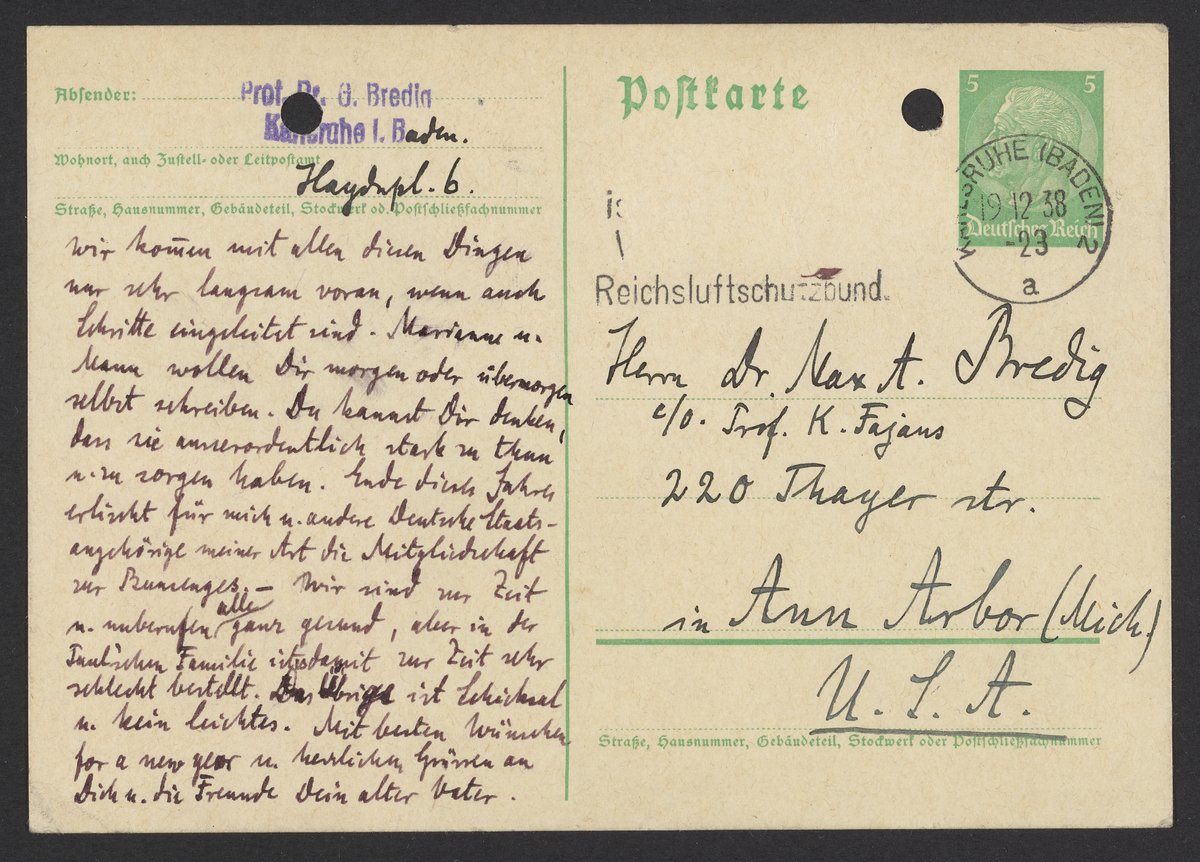 Absender:
Prof. Dr. G. Bredig
Karlsruhe i. Baden.
Wohnort, auch Zustell- oder Leitpostamt
Haydnpl. 6.
Straße, Hausnummer, Gebäudeteil, Stockwerk od. Postschließfachnummer
wir kom̅en mit allen diesen Dingen
nur sehr langsam voran, wenn auch
Schritte eingeleitet sind. Marianne u.
Mann wollen Dir morgen oder übermorgen
selbst schreiben. Du kannst Dir denken,
dass sie ausserordentlich stark zu thun
u. zu sorgen haben. Ende dieses Jahres
erlischt für mich u. andere Deutsche Staats-
angehörige meiner Art die Mitgliedschaft
zur Bunsenges. — Wir sind zur Zeit
u. unberufen alle ganz gesund, aber in der
Familie ist damit zur Zeit sehr
schlecht bestellt. Das Übrige ist Schicksal
u. kein leichtes. Mit besten Wünschen
for a new year u. herzlichen Grüssen an
Dich u. die Freunde Dein alter Vater.
Postkarte
5 5
Deutsches Reich
KARLSRUHE (BADEN) 2
19 12 38
-23
a
Reichsluftschutzbund.
Herrn Dr. Max A. Bredig
c/o. Prof. K. Fajans
220 Thayer str.
in Ann Arbor (Mich.)
U. S. A.
Straße, Hausnummer, Gebäudeteil, Stockwerk oder Postschließfachnummer